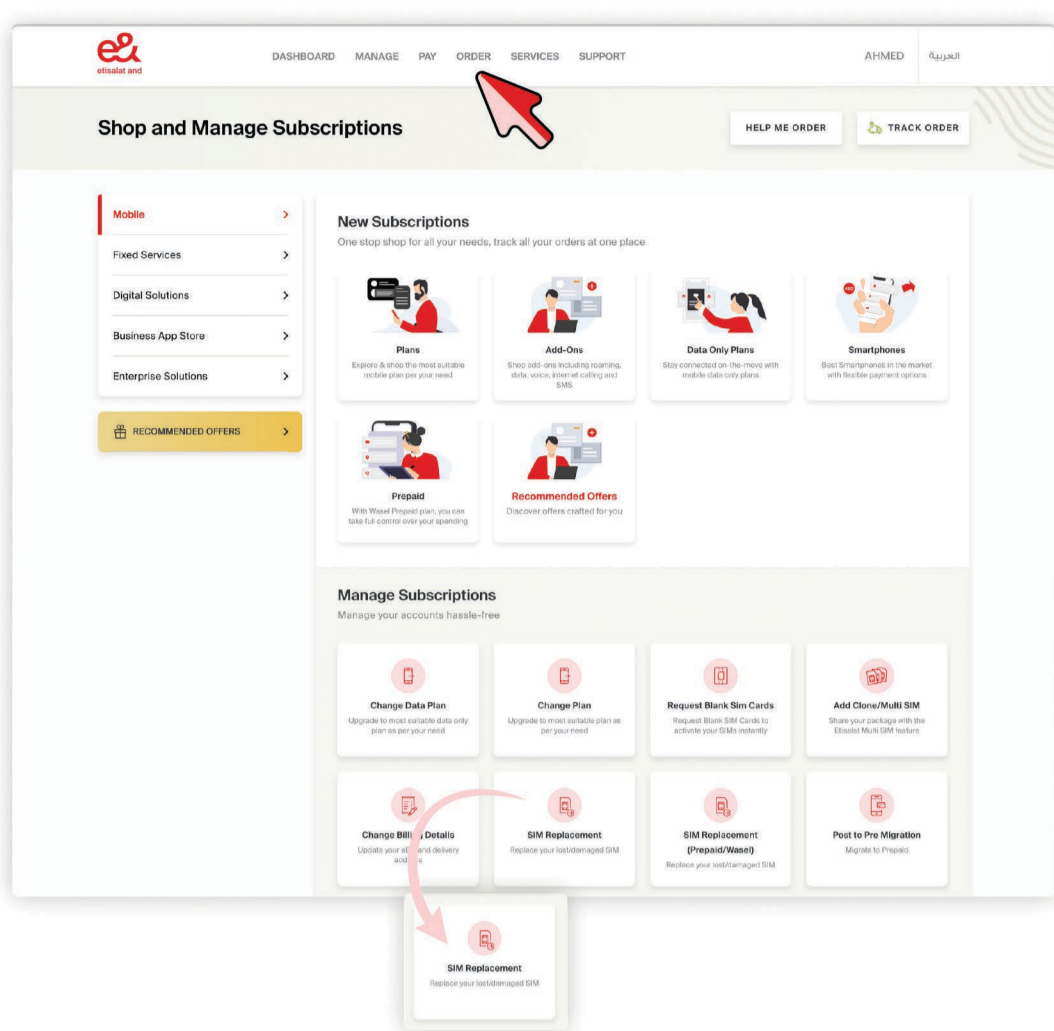 e&
etisalat and
DASHBOARD MANAGE PAY ORDER SERVICES SUPPORT
AHMED
العربية
Shop and Manage Subscriptions
HELP ME ORDER
TRACK ORDER
Mobile
Fixed Services
Digital Solutions
Business App Store
Enterprise Solutions
RECOMMENDED OFFERS
New Subscriptions
One stop shop for all your needs, track all your orders at one place
Plans
Explore & shop the most suitable
mobile plan per your need
Add-Ons
Shop add-ons including roaming,
data, voice, internet calling and
SMS
Data Only Plans
Stay connected on-the-move with
mobile data only plans
Smartphones
Best Smartphones in the market
with flexible payment options
Prepaid
With Wasel Prepaid plan, you can
take full control over your spending
Recommended Offers
Discover offers crafted for you
Manage Subscriptions
Manage your accounts hassle-free
Change Data Plan
Upgrade to most suitable data only
plan as per your need
Change Plan
Upgrade to most suitable plan as
per your need
Request Blank Sim Cards
Request Blank SIM Cards to
activate your SIMs instantly
Add Clone/Multi SIM
Share your package with the
Etisalat Multi SIM feature
Change Billing Details
Update your and delivery
SIM Replacement
Replace your lost/damaged SIM
SIM Replacement
(Prepaid/Wasel)
Replace your lost/damaged SIM
Post to Pre Migration
Migrate to Prepaid
SIM Replacement
Replace your lost/damaged SIM